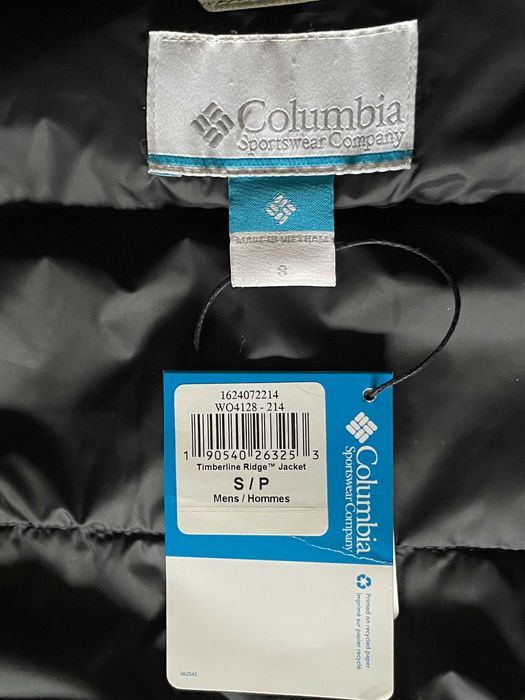 Columbia
Sportswear Company
MADE IN VIETNAM
S
1624072214
WO4128 - 214
1 90540 26325 3
Timberline Ridge™ Jacket
S / P
Mens / Hommes
Columbia
Sportswear Company
Printed on recycled paper
Imprimé sur papier recyclé
062542